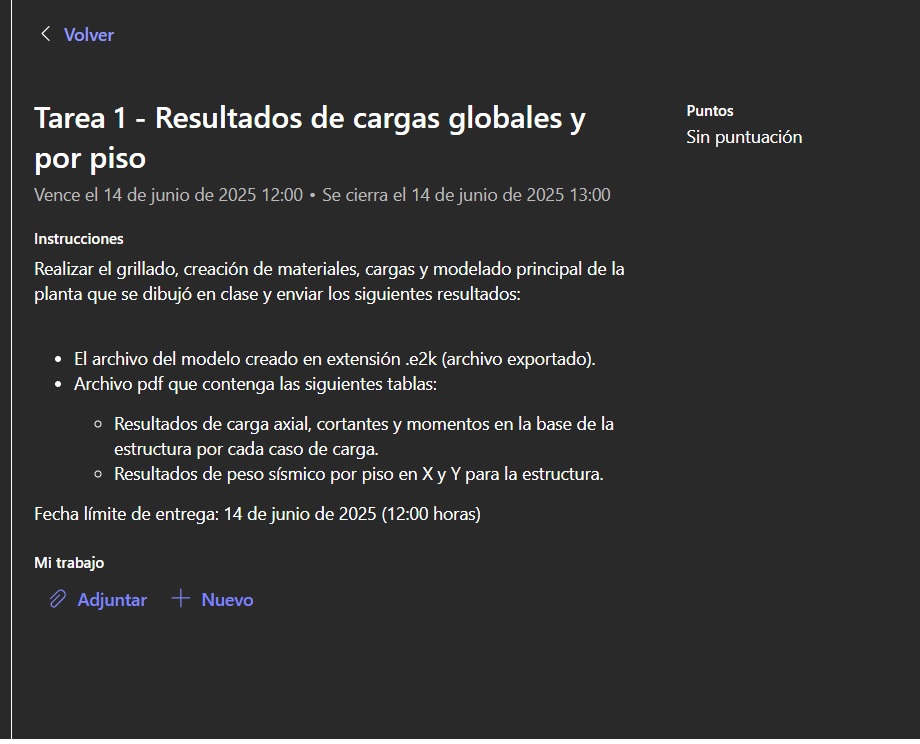 Volver
Tarea 1 - Resultados de cargas globales y
por piso
Vence el 14 de junio de 2025 12:00 • Se cierra el 14 de junio de 2025 13:00
Puntos
Sin puntuación
Instrucciones
Realizar el grillado, creación de materiales, cargas y modelado principal de la
planta que se dibujó en clase y enviar los siguientes resultados:
• El archivo del modelo creado en extensión .e2k (archivo exportado).
• Archivo pdf que contenga las siguientes tablas:
○ Resultados de carga axial, cortantes y momentos en la base de la
estructura por cada caso de carga.
○ Resultados de peso sísmico por piso en X y Y para la estructura.
Fecha límite de entrega: 14 de junio de 2025 (12:00 horas)
Mi trabajo
Adjuntar
Nuevo